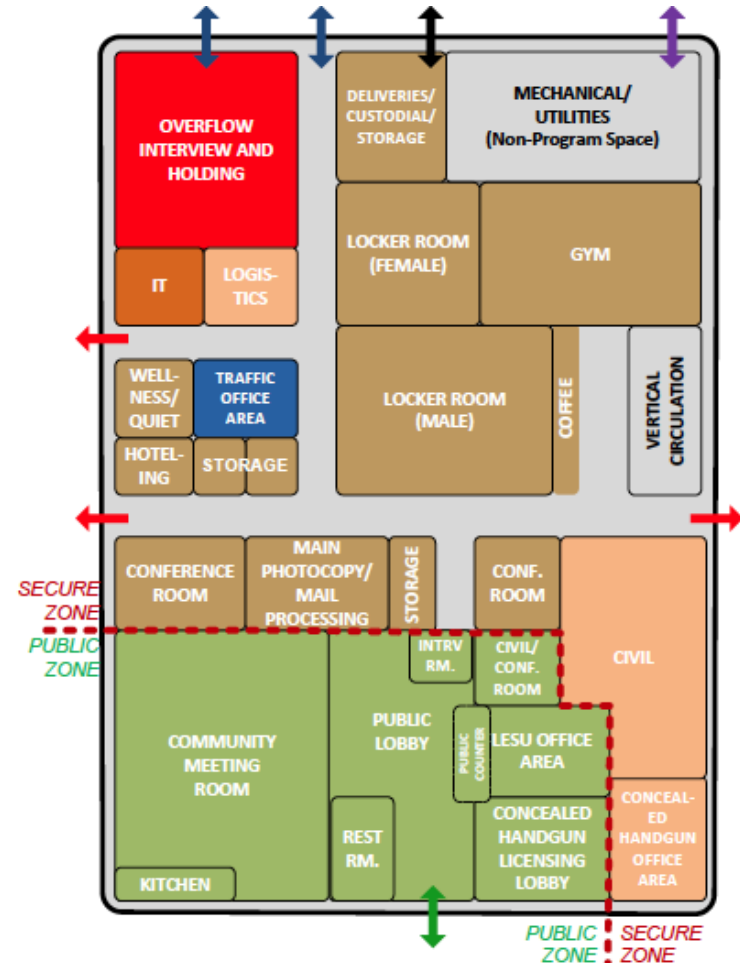 OVERFLOW
INTERVIEW AND
HOLDING
DELIVERIES/
CUSTODIAL/
STORAGE
MECHANICAL/
UTILITIES
(Non-Program Space)
LOCKER ROOM
(FEMALE)
GYM
IT
LOGIS-
TICS
WELL-
NESS/
QUIET
TRAFFIC
OFFICE
AREA
LOCKER ROOM
(MALE)
COFFEE
VERTICAL
CIRCULATION
HOTEL-
ING
STORAGE
CONFERENCE
ROOM
MAIN
PHOTOCOPY/
MAIL
PROCESSING
STORAGE
CONF.
ROOM
CIVIL
SECURE
ZONE
PUBLIC
ZONE
INTRV
RM.
CIVIL/
CONF.
ROOM
COMMUNITY
MEETING
ROOM
PUBLIC
LOBBY
PUBLIC
COUNTER
LESU OFFICE
AREA
KITCHEN
REST
RM.
CONCEALED
HANDGUN
LICENSING
LOBBY
CONCEAL-
ED
HANDGUN
OFFICE
AREA
PUBLIC
ZONE
SECURE
ZONE